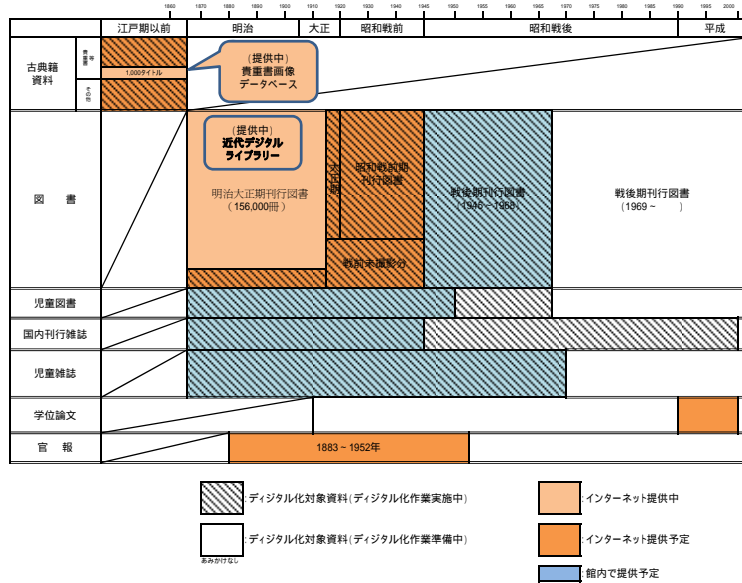 1860 1870 1880 1890 1900 1910 1920 1930 1940 1945 1950 1955 1960 1965 1970 1975 1980 1985 1990 1995 2000
江戸期以前 明治 大正 昭和戦前 昭和戦後 平成
古典籍
資料
貴重書
等
1,000タイトル
その他
(提供中)
貴重書画像
データベース
図 書
(提供中)
近代デジタル
ライブラリー
明治大正期刊行図書
(156,000冊)
大正期
昭和戦前期
刊行図書
戦前未撮影分
戦後期刊行図書
(1945~1968)
戦後期刊行図書
(1969~ )
児童図書
国内刊行雑誌
児童雑誌
学位論文
官 報
1883~1952年
:ディジタル化対象資料(ディジタル化作業実施中)
:インターネット提供中
:ディジタル化対象資料(ディジタル化作業準備中)
あみかけなし
:インターネット提供予定
:館内で提供予定